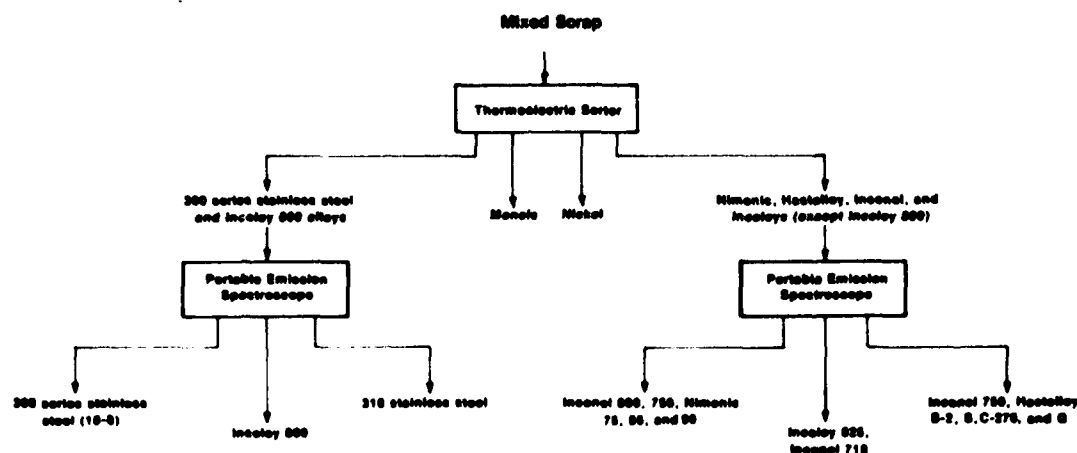 Mixed Scrap
Thermoelectric Sorter
300 series stainless steel
and Incoloy 800 alloys
Monels
Nickel
Nimonic, Hastelloy, Inconel, and
Incoloys (except Incoloy 800)
Portable Emission
Spectroscope
Portable Emission
Spectroscope
300 series stainless
steel (18-8)
Incoloy 800
316 stainless steel
Inconel 600, 750, Nimonic
75, and 90
Incoloy 825,
Inconel 718
Inconel Hastelloy
B-2, C-276, and G